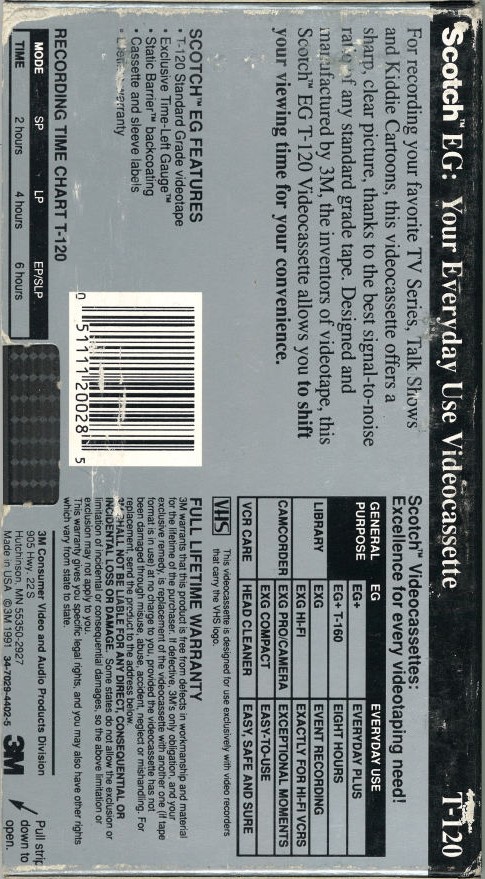 Scotch™ EG: Your Everyday Use Videocassette T-120
For recording your favorite TV Series, Talk Shows
and Kiddie Cartoons, this videocassette offers a
sharp, clear picture, thanks to the best signal-to-noise
ratio of any standard grade tape. Designed and
manufactured by 3M, the inventors of videotape, this
Scotch™ EG T-120 Videocassette allows you to shift
your viewing time for your convenience.
SCOTCH™ EG FEATURES
• T-120 Standard Grade videotape
• Exclusive Time-Left Gauge™
• Static Barrier™ backcoating
• Cassette and sleeve labels
• warranty
RECORDING TIME CHART T-120
MODE SP LP EP/SLP
TIME 2 hours 4 hours 6 hours
0 51111 20028 5
Scotch™ Videocassettes:
Excellence for every videotaping need!
GENERAL PURPOSE EG EVERYDAY USE
EG+ EVERYDAY PLUS
EG+ T-160 EIGHT HOURS
LIBRARY EXG EVENT RECORDING
EXG HI-FI EXACTLY FOR HI-FI VCRS
CAMCORDER EXG PRO/CAMERA EXCEPTIONAL MOMENTS
EXG COMPACT EASY-TO-USE
VCR CARE HEAD CLEANER EASY, SAFE AND SURE
VHS This videocassette is designed for use exclusively with video recorders
that carry the VHS logo.
FULL LIFETIME WARRANTY
3M warrants that this product is free from defects in workmanship and material
for the lifetime of the purchaser. If defective, 3M's only obligation, and your
exclusive remedy, is replacement of the videocassette with another one (if tape
format is in use) at no charge to you, provided the videocassette has not
been damaged through misuse, abuse, accident, neglect or mishandling. For
replacement, send the product to the address below.
SHALL NOT BE LIABLE FOR ANY DIRECT, CONSEQUENTIAL OR
INCIDENTAL LOSS OR DAMAGE. Some states do not allow the exclusion or
limitation of incidental or consequential damages, so the above limitation or
exclusion may not apply to you.
This warranty gives you specific legal rights, and you may also have other rights
which vary from state to state.
3M Consumer Video and Audio Products Division
905 Hwy. 22 S
Hutchinson, MN 55350-2927
Made in USA ©3M 1991 34-7029-4402-5
3M
Pull strip
down to
open.